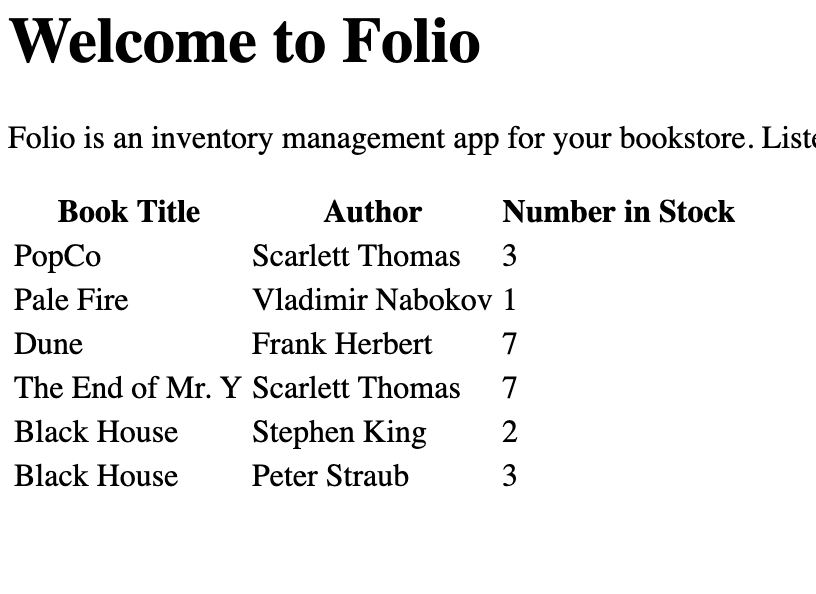 Welcome to Folio
Folio is an inventory management app for your bookstore.
Book Title Author Number in Stock
PopCo Scarlett Thomas 3
Pale Fire Vladimir Nabokov 1
Dune Frank Herbert 7
The End of Mr. Y Scarlett Thomas 7
Black House Stephen King 2
Black House Peter Straub 3